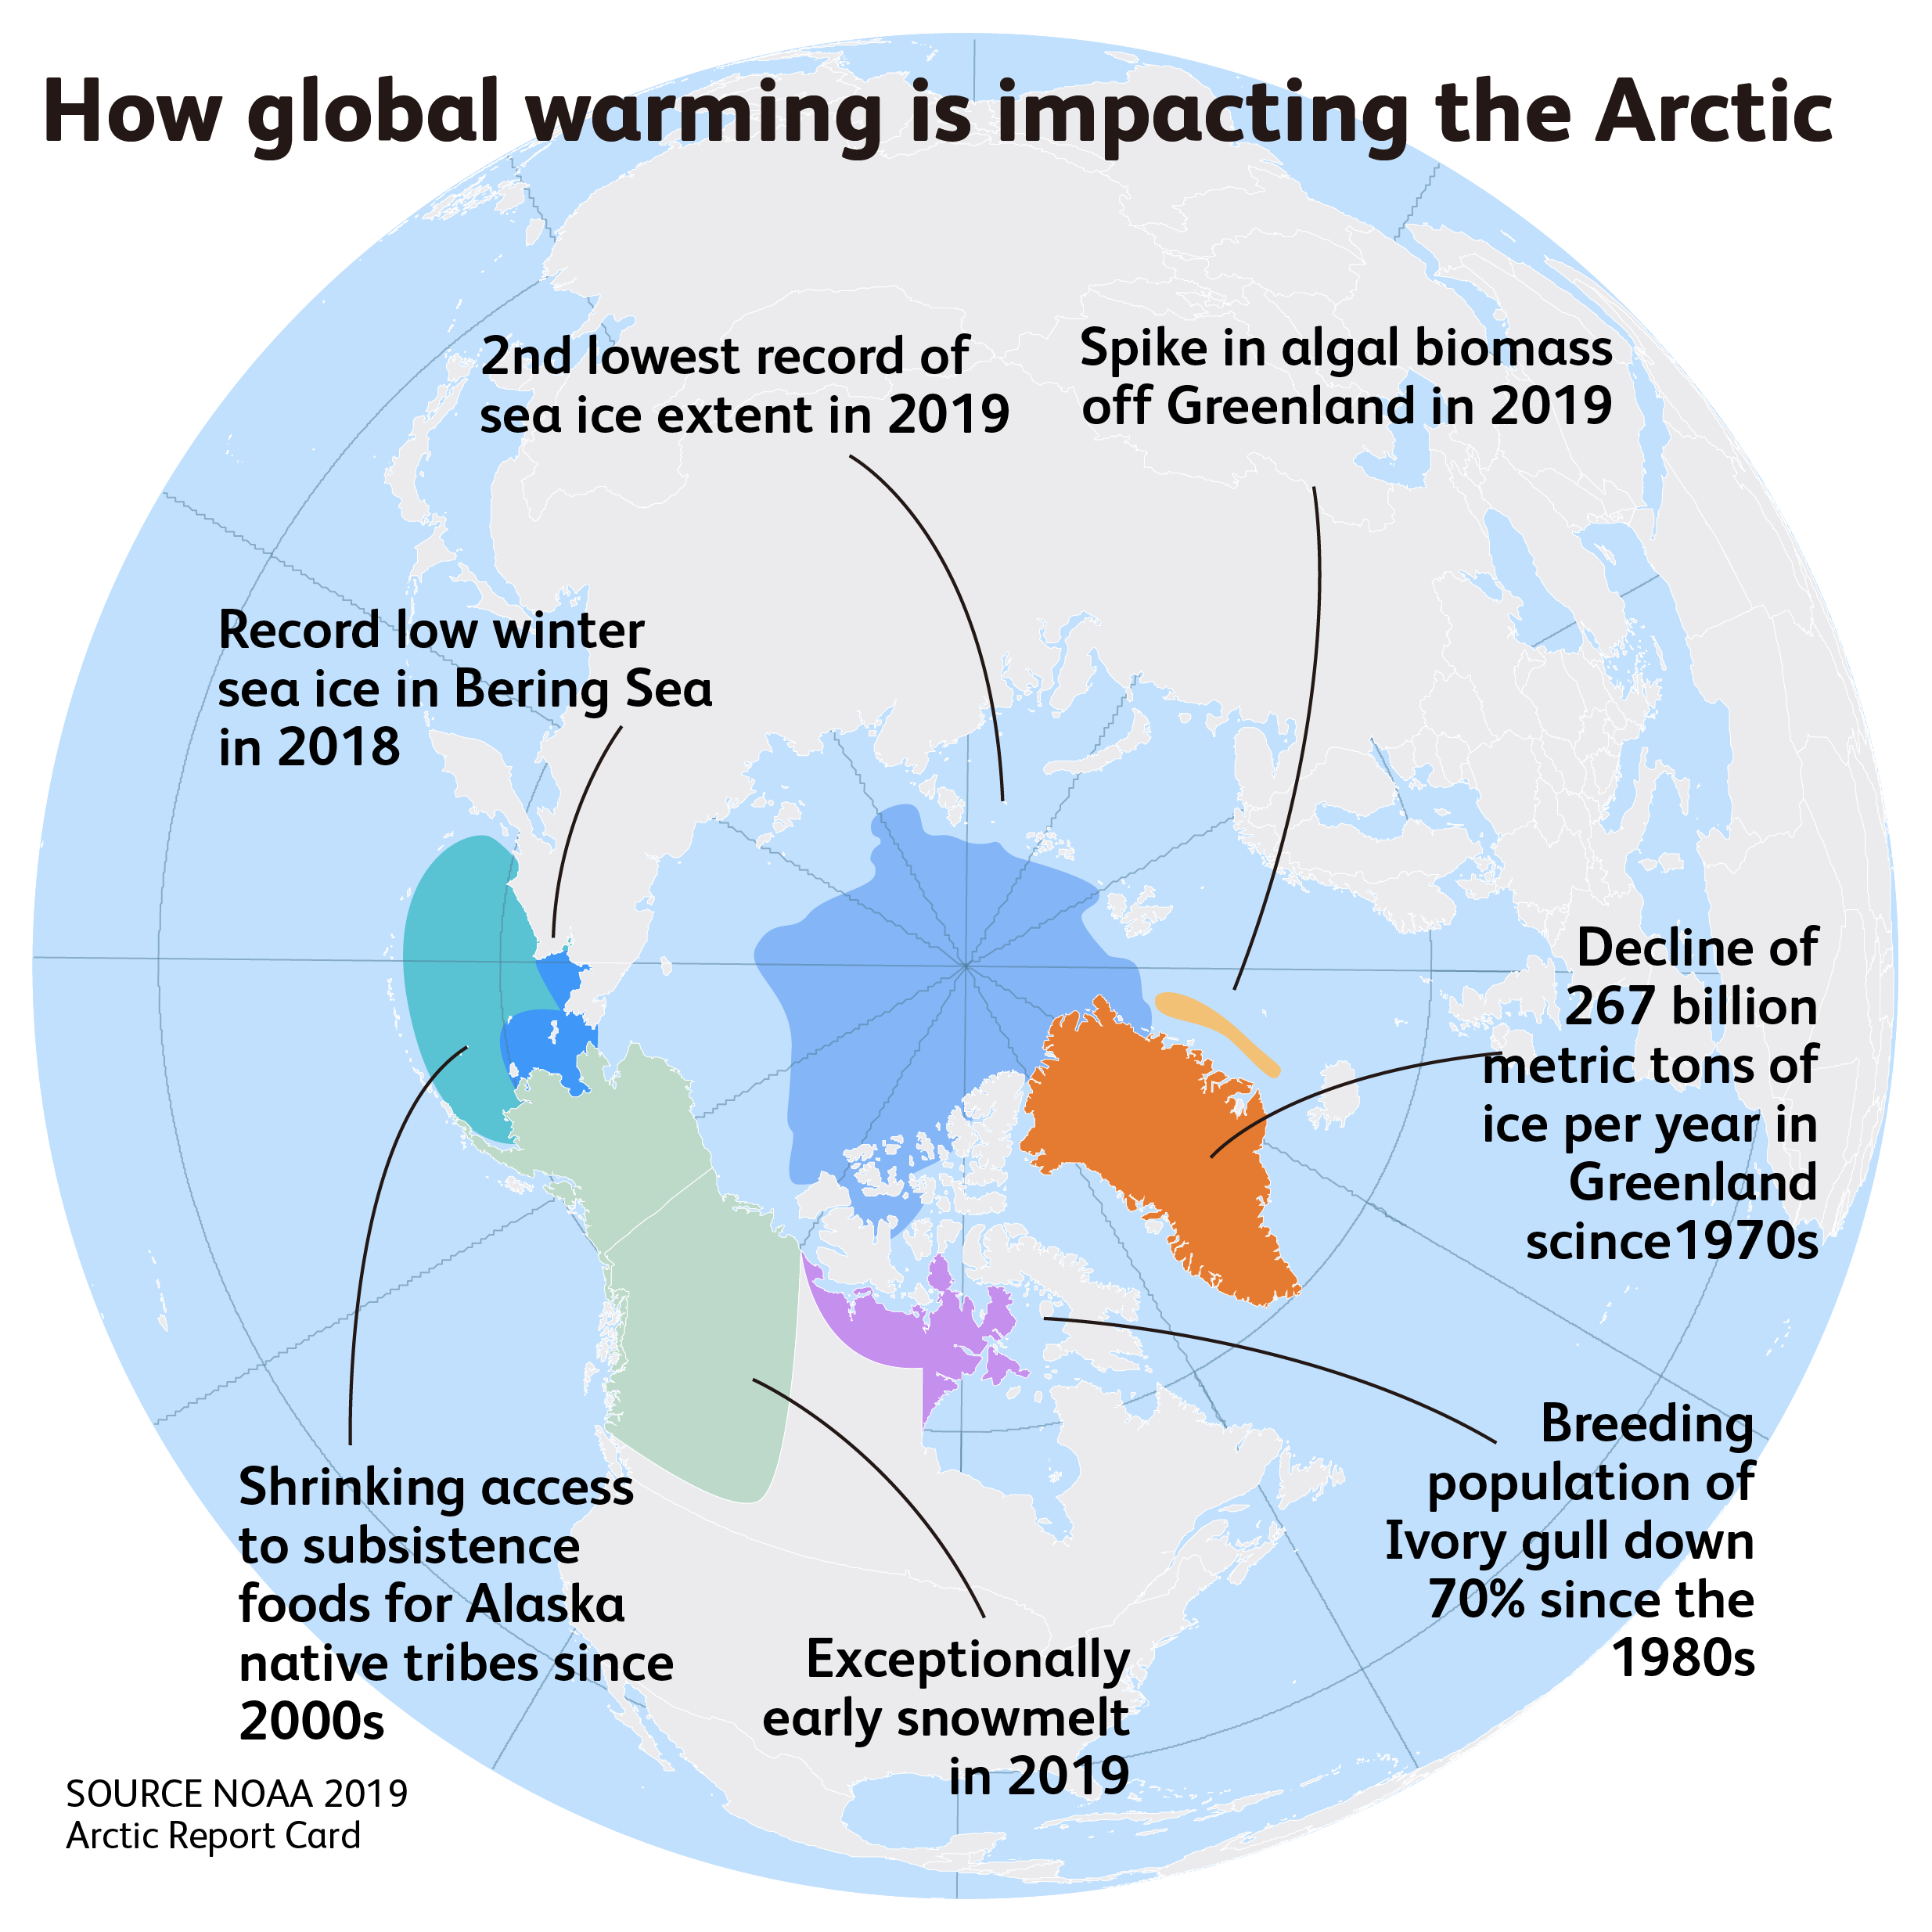 How global warming is impacting the Arctic
2nd lowest record of
sea ice extent in 2019
Spike in algal biomass
off Greenland in 2019
Record low winter
sea ice in Bering Sea
in 2018
Decline of
267 billion
metric tons of
ice per year in
Greenland
scince1970s
Breeding
population of
Ivory gull down
70% since the
1980s
Shrinking access
to subsistence
foods for Alaska
native tribes since
2000s
Exceptionally
early snowmelt
in 2019
SOURCE NOAA 2019
Arctic Report Card